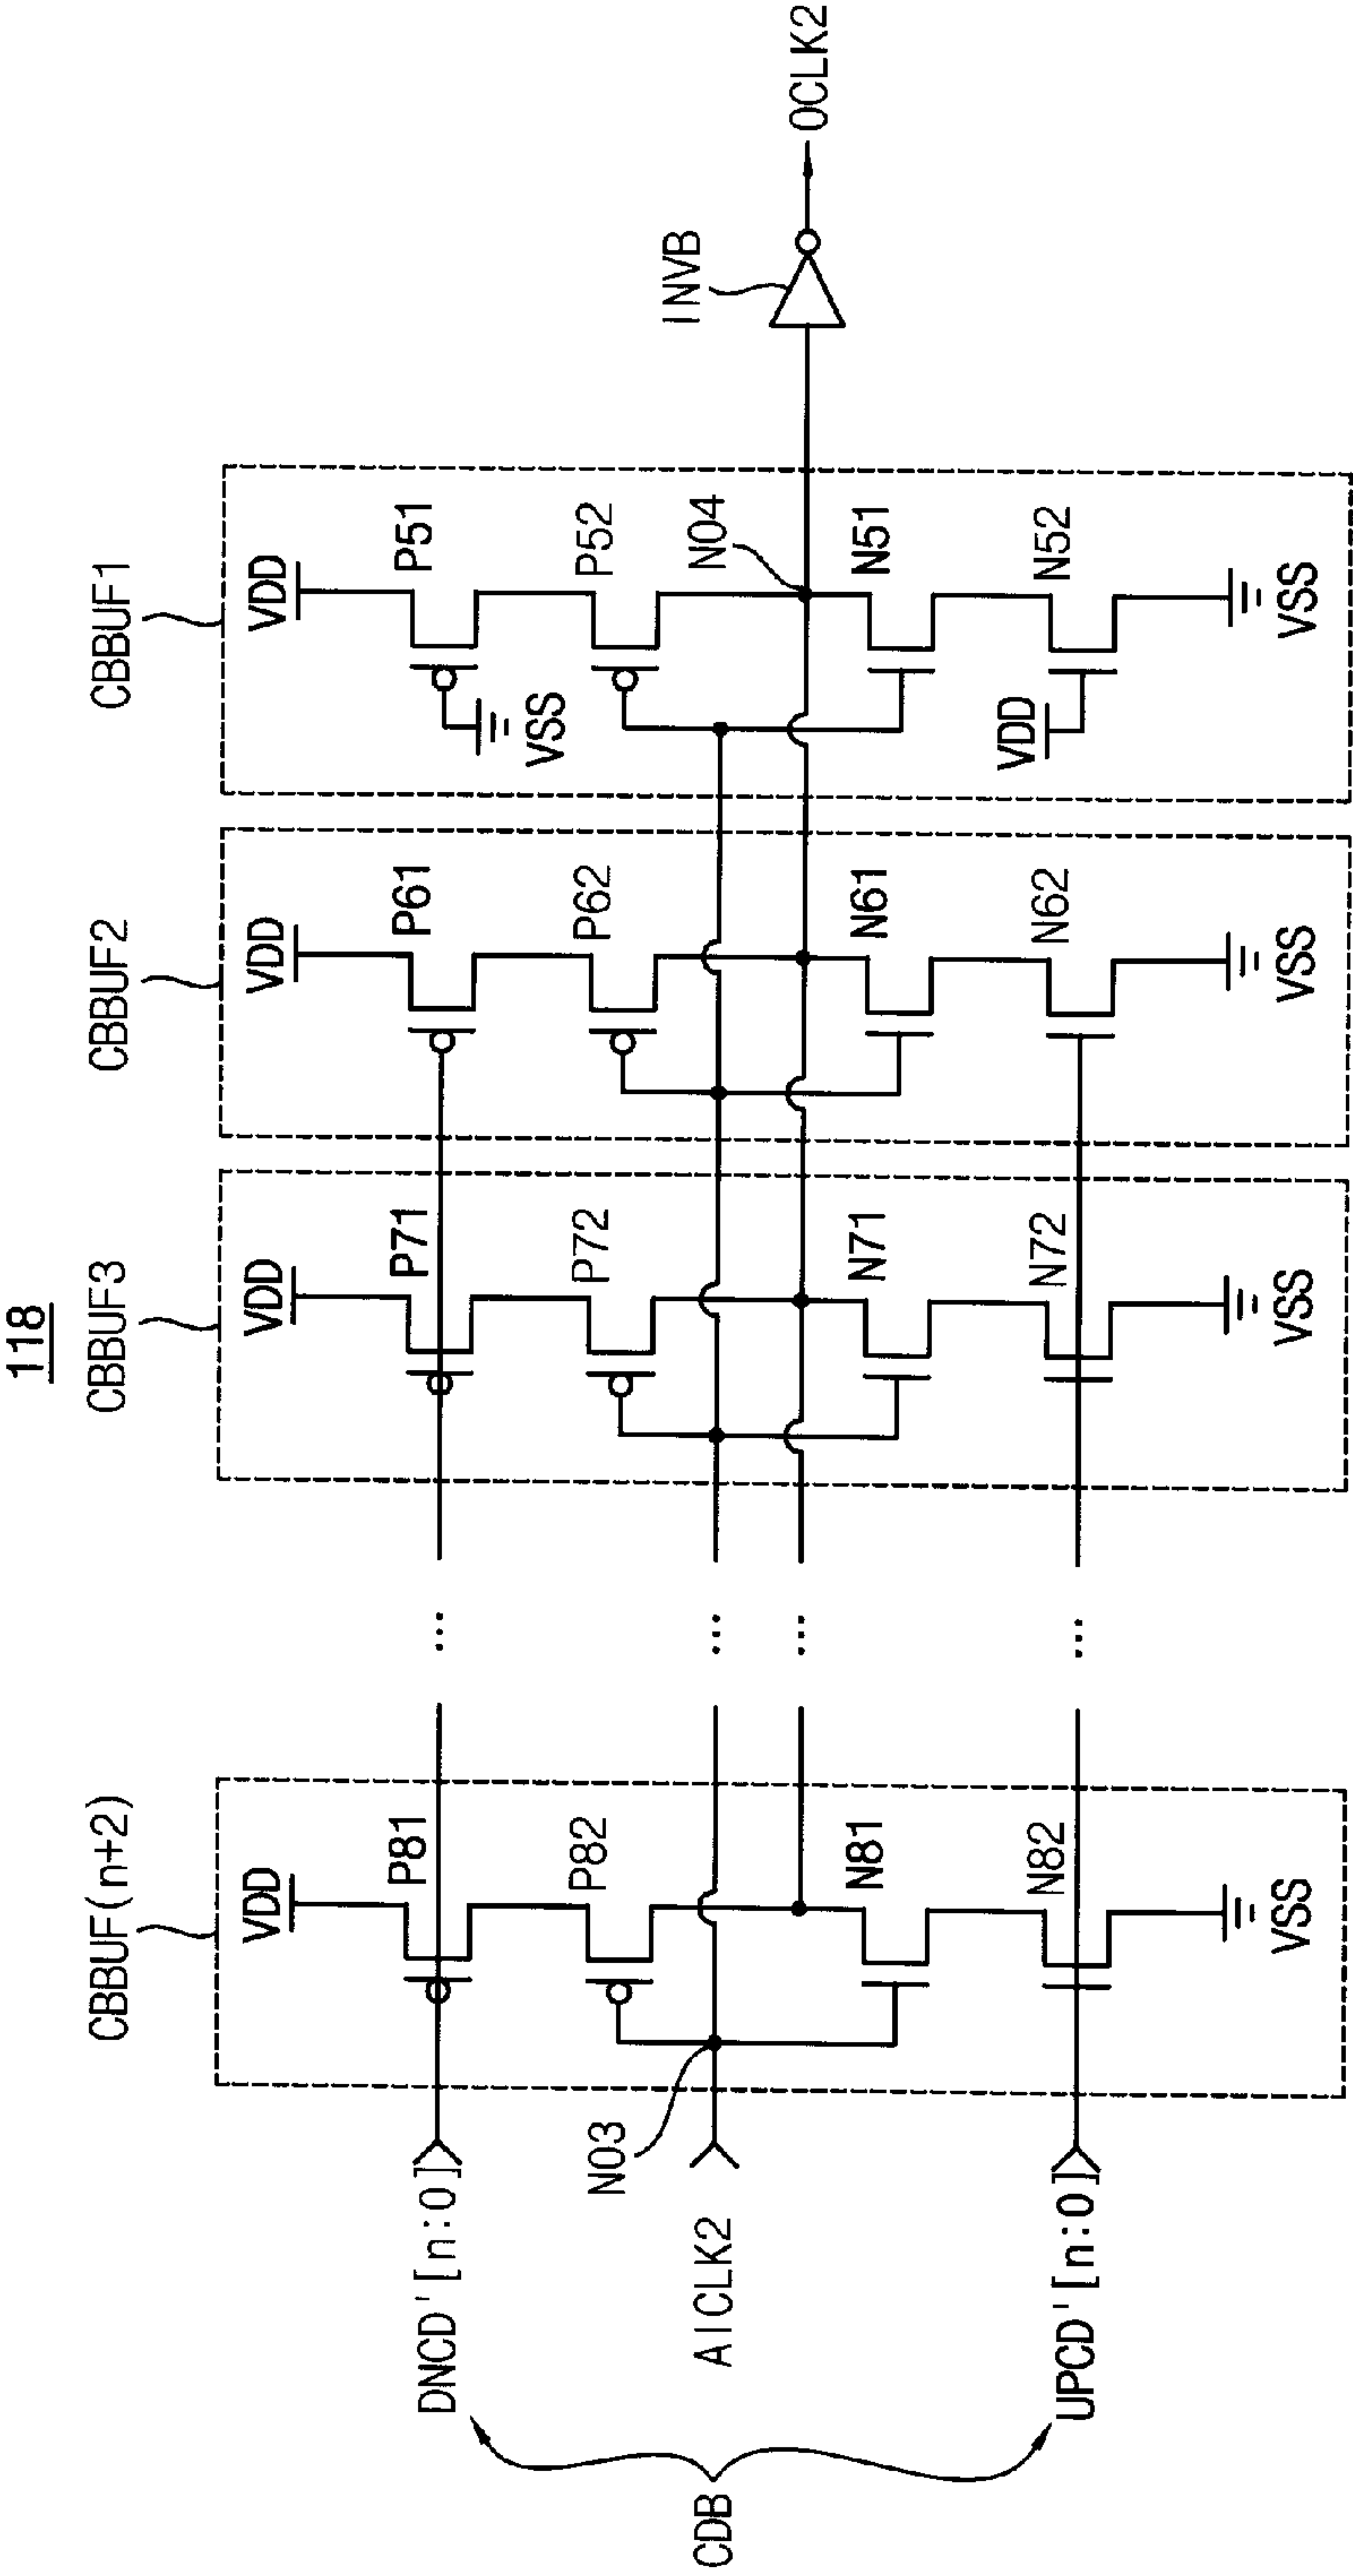 118
CBBUF(n+2)
CBBUF3
CBBUF2
CBBUF1
VDD
VDD
VDD
VDD
P81
P71
P61
P51
DNCD'[n:0]
VSS
P82
P72
P62
P52
N03
N04
INVB
CDB
AICLK2
OCLK2
N81
N71
N61
N51
VDD
N82
N72
N62
N52
UPCD'[n:0]
VSS
VSS
VSS
VSS